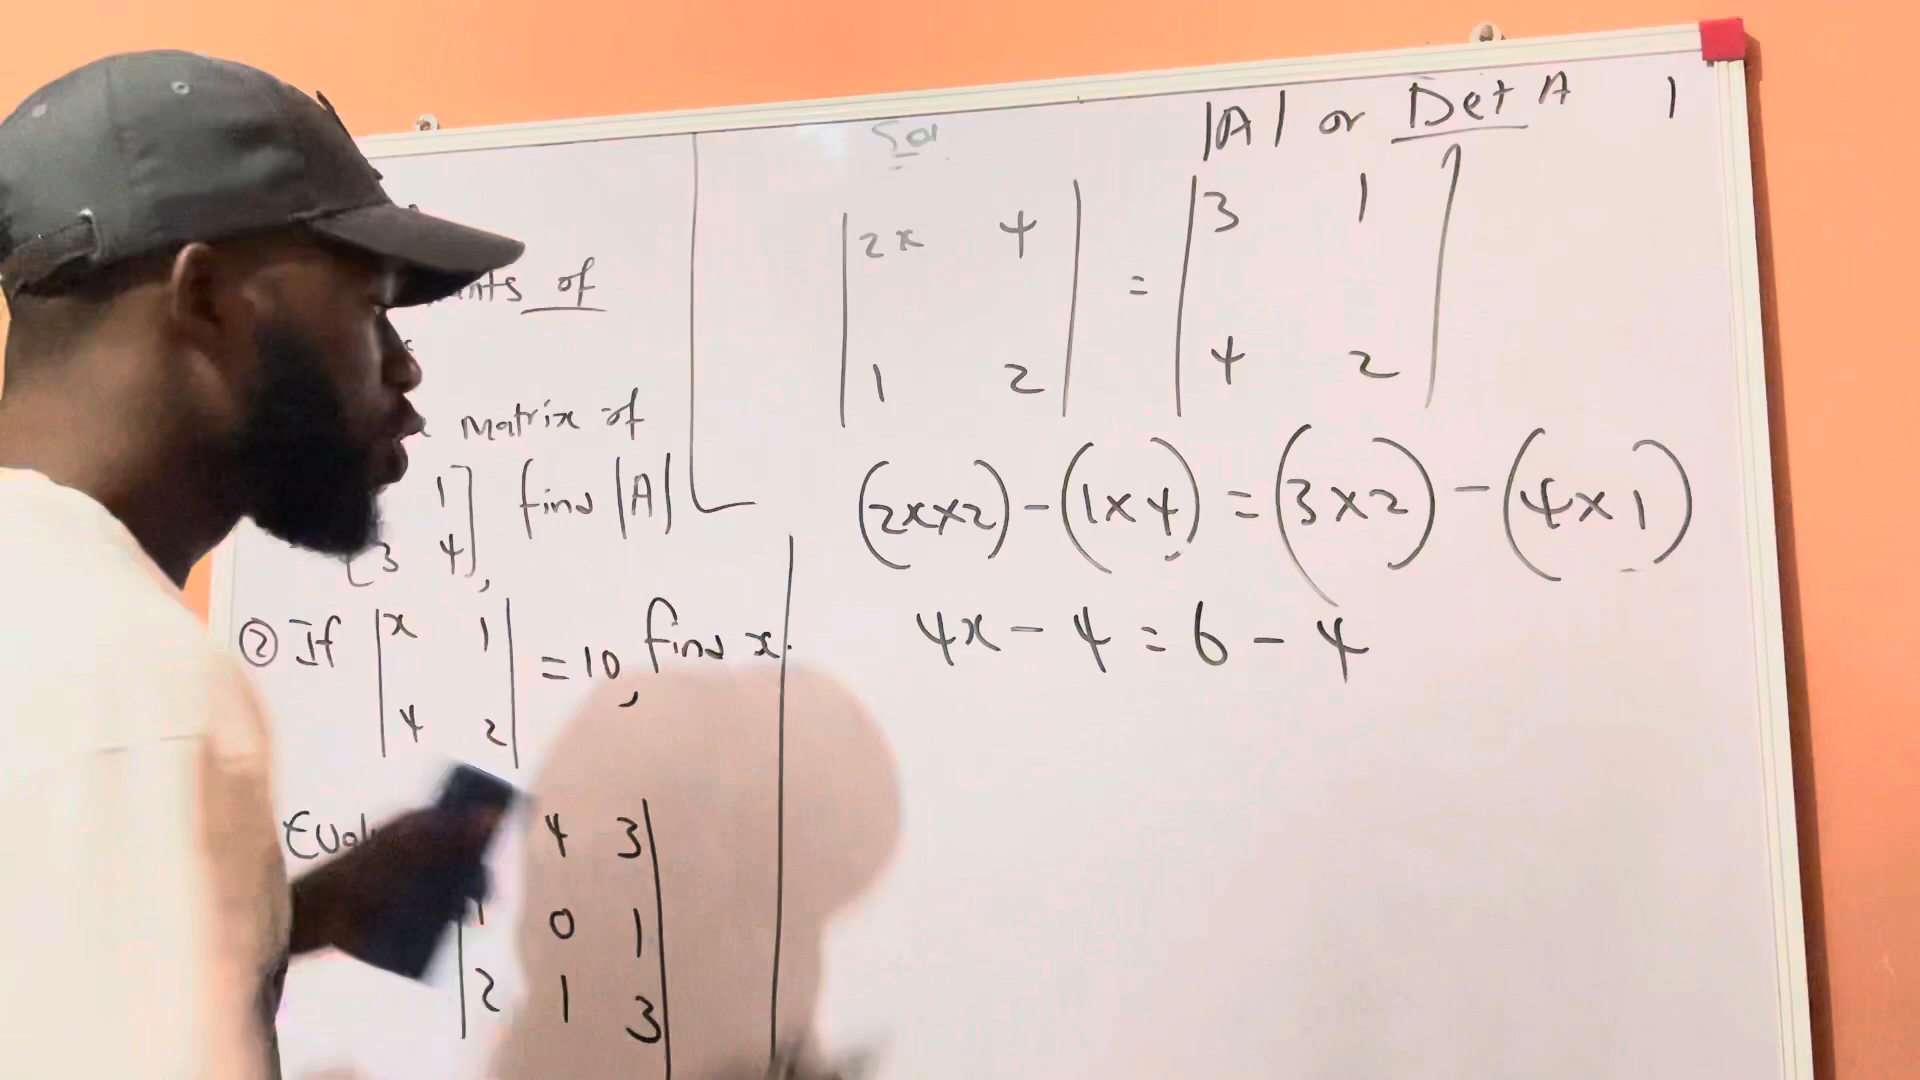 of
matrix of
1
3 4], find |A|
② If |x 1| = 10, find x.
|4 2|
4 3|
0 1|
|2 1 3|
Sol
|A| or Det A 1
|2x 4| = |3 1|
|1 2| |4 2|
(2x×2) - (1×4) = (3×2) - (4×1)
4x - 4 = 6 - 4